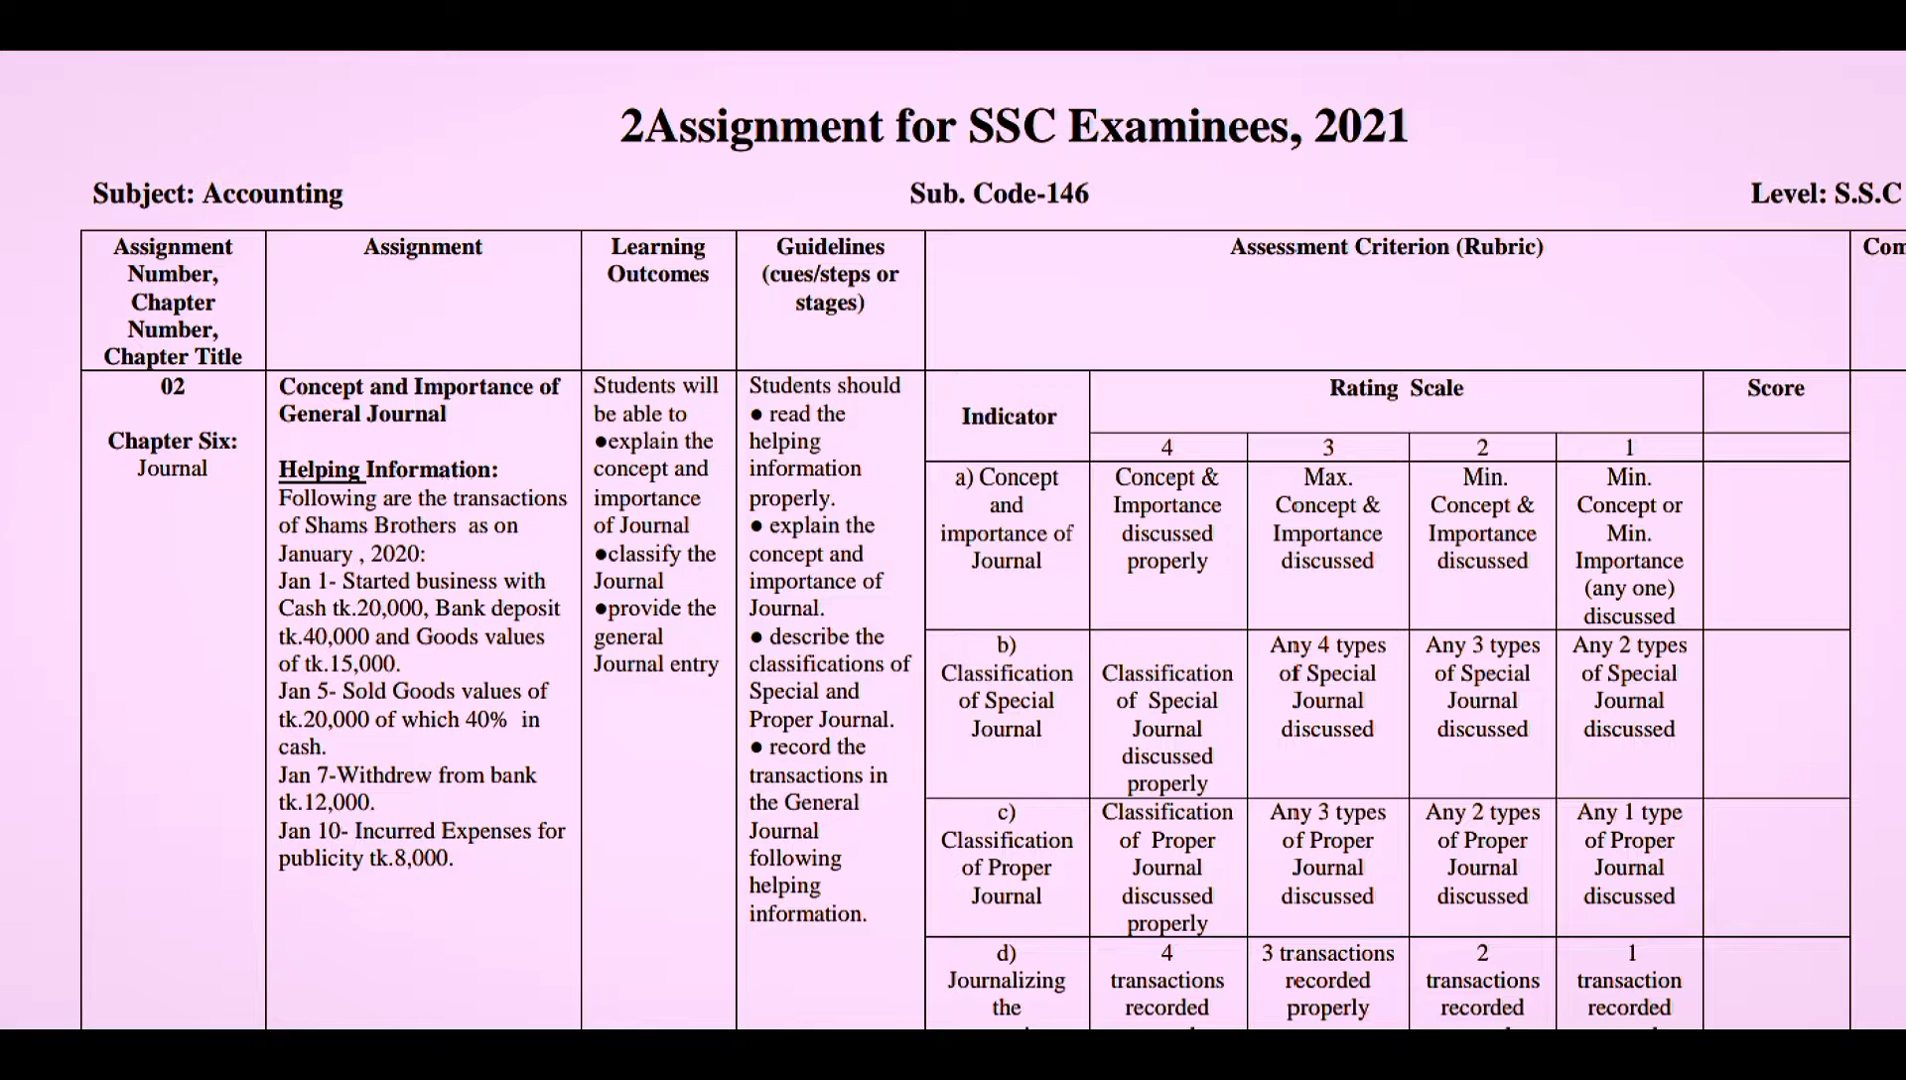 2Assignment for SSC Examinees, 2021
Subject: Accounting
Sub. Code-146
Level: S.S.C
Assignment
Number,
Chapter
Number,
Chapter Title
Assignment
Learning
Outcomes
Guidelines
(cues/steps or
stages)
Assessment Criterion (Rubric)
02
Chapter Six:
Journal
Concept and Importance of
General Journal
Helping Information:
Following are the transactions
of Shams Brothers as on
January , 2020:
Jan 1- Started business with
Cash tk.20,000, Bank deposit
tk.40,000 and Goods values
of tk.15,000.
Jan 5- Sold Goods values of
tk.20,000 of which 40% in
cash.
Jan 7-Withdrew from bank
tk.12,000.
Jan 10- Incurred Expenses for
publicity tk.8,000.
Students will
be able to
●explain the
concept and
importance
of Journal
●classify the
Journal
●provide the
general
Journal entry
Students should
● read the
helping
information
properly.
● explain the
concept and
importance of
Journal.
● describe the
classifications of
Special and
Proper Journal.
● record the
transactions in
the General
Journal
following
helping
information.
Indicator
Rating Scale
Score
4
3
2
1
a) Concept
and
importance of
Journal
Concept &
Importance
discussed
properly
Max.
Concept &
Importance
discussed
Min.
Concept &
Importance
discussed
Min.
Concept or
Min.
Importance
(any one)
discussed
b)
Classification
of Special
Journal
Classification
of Special
Journal
discussed
properly
Any 4 types
of Special
Journal
discussed
Any 3 types
of Special
Journal
discussed
Any 2 types
of Special
Journal
discussed
c)
Classification
of Proper
Journal
Classification
of Proper
Journal
discussed
properly
Any 3 types
of Proper
Journal
discussed
Any 2 types
of Proper
Journal
discussed
Any 1 type
of Proper
Journal
discussed
d)
Journalizing
the
4
transactions
recorded
3 transactions
recorded
properly
2
transactions
recorded
1
transaction
recorded